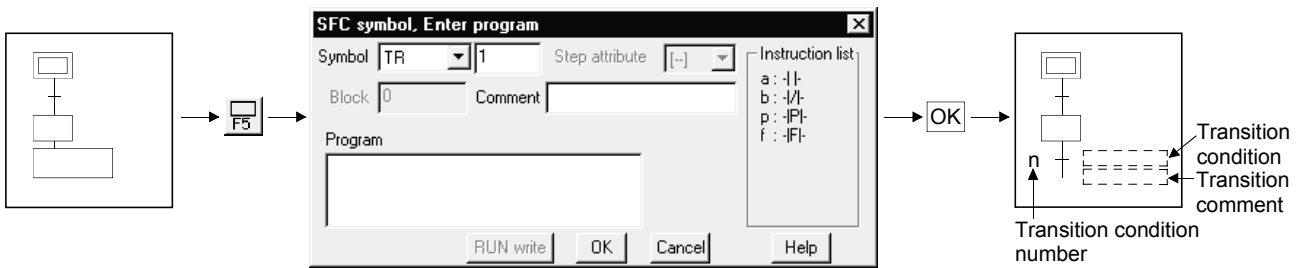 F5
SFC symbol, Enter program
Symbol TR 1 Step attribute [--]
Block 0 Comment
Program
Instruction list
a : -| |-
b : -|/|-
p : -|P|-
f : -|F|-
RUN write OK Cancel Help
OK
n
Transition
condition
Transition
comment
Transition condition
number